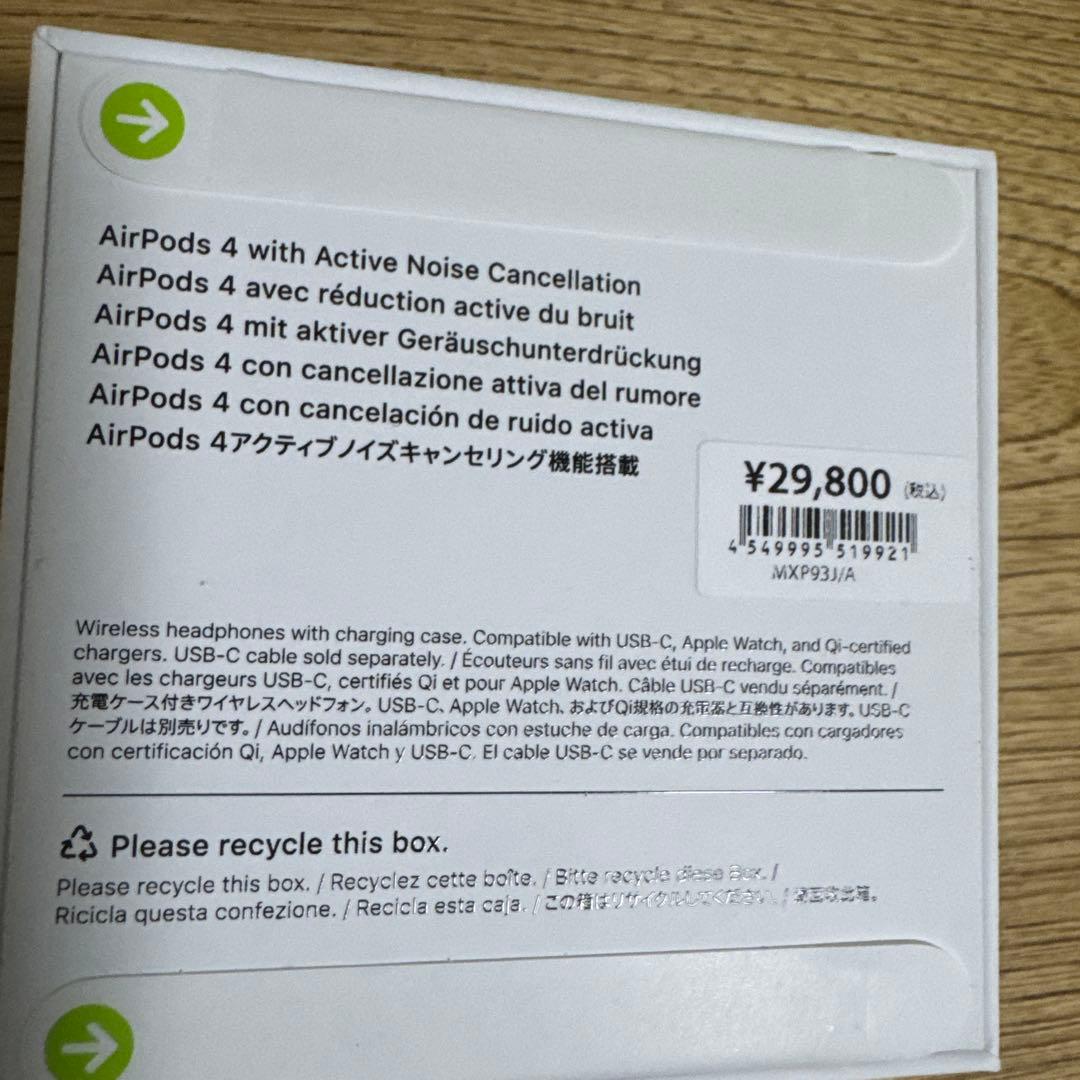 AirPods 4 with Active Noise Cancellation
AirPods 4 avec réduction active du bruit
AirPods 4 mit aktiver Geräuschunterdrückung
AirPods 4 con cancellazione attiva del rumore
AirPods 4 con cancelación de ruido activa
AirPods 4アクティブノイズキャンセリング機能搭載
¥29,800 (税込)
4 549995 519921
MXP93J/A
Wireless headphones with charging case. Compatible with USB-C, Apple Watch, and Qi-certified
chargers. USB-C cable sold separately. / Écouteurs sans fil avec étui de recharge. Compatibles
avec les chargeurs USB-C, certifiés Qi et pour Apple Watch. Câble USB-C vendu séparément. /
充電ケース付きワイヤレスヘッドフォン。USB-C、Apple Watch、およびQi規格の充電器と互換性があります。USB-C
ケーブルは別売りです。/ Audífonos inalámbricos con estuche de carga. Compatibles con cargadores
con certificación Qi, Apple Watch y USB-C. El cable USB-C se vende por separado.
Please recycle this box.
Please recycle this box. / Recyclez cette boîte. / Bitte recycle diese Box. /
Ricicla questa confezione. / Recicla esta caja. / この箱はリサイクルしてください。/ 請回收此箱。